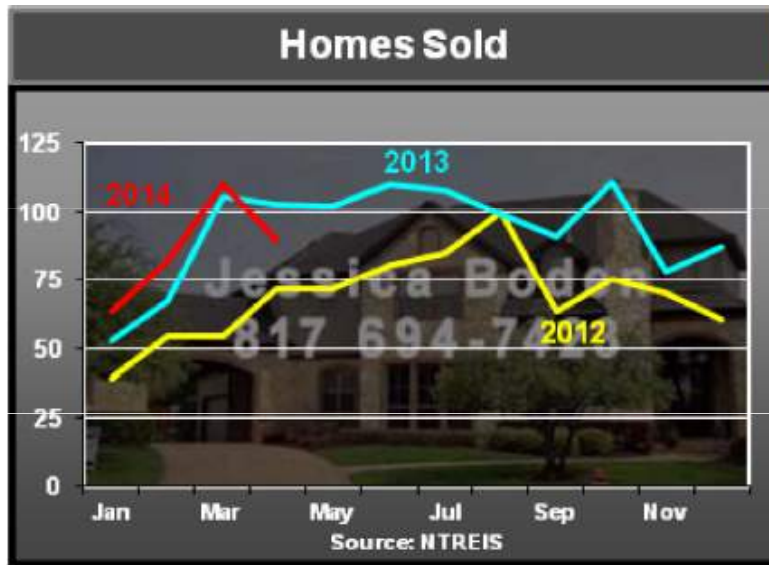 Homes Sold
125
100
75
50
25
0
2014
2013
2012
Jessica Boden
817 694-7428
Jan Mar May Jul Sep Nov
Source: NTREIS